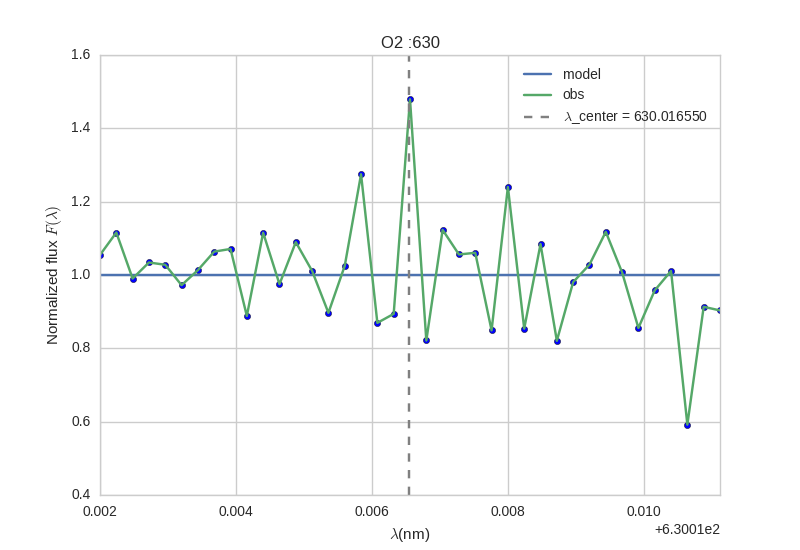 O2 :630
1.6
1.4
1.2
1.0
0.8
0.6
0.4
Normalized flux F(λ)
model
obs
λ_center = 630.016550
0.002 0.004 0.006 0.008 0.010
+6.3001e2
λ(nm)